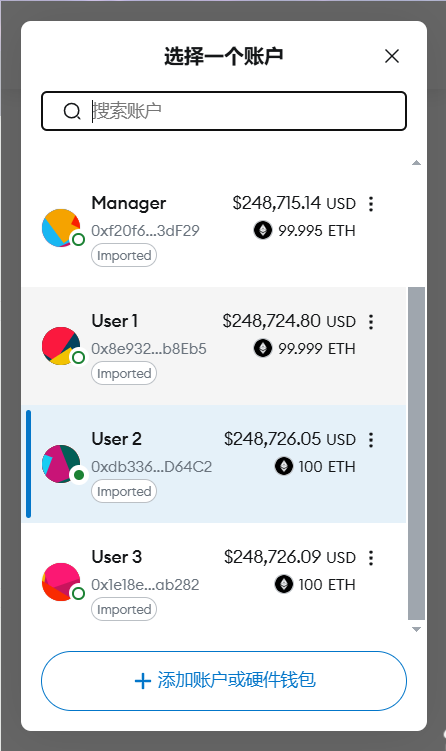 选择一个账户
搜索账户
Manager $248,715.14 USD
0xf20f6...3dF29 99.995 ETH
Imported
User 1 $248,724.80 USD
0x8e932...b8Eb5 99.999 ETH
Imported
User 2 $248,726.05 USD
0xdb336...D64C2 100 ETH
Imported
User 3 $248,726.09 USD
0x1e18e...ab282 100 ETH
Imported
+ 添加账户或硬件钱包